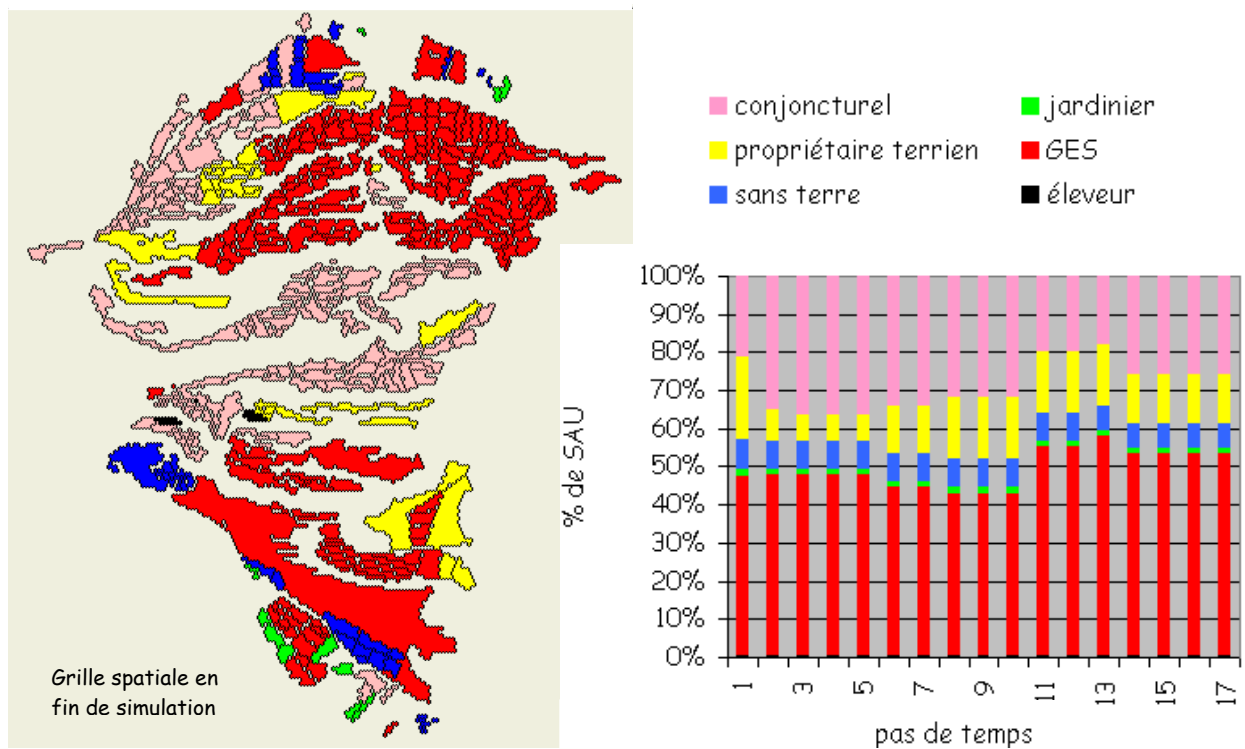 conjoncturel
jardinier
propriétaire terrien
GES
sans terre
éleveur
100%
90%
80%
70%
60%
50%
40%
30%
20%
10%
0%
% de SAU
1
3
5
7
9
11
13
15
17
pas de temps
Grille spatiale en
fin de simulation